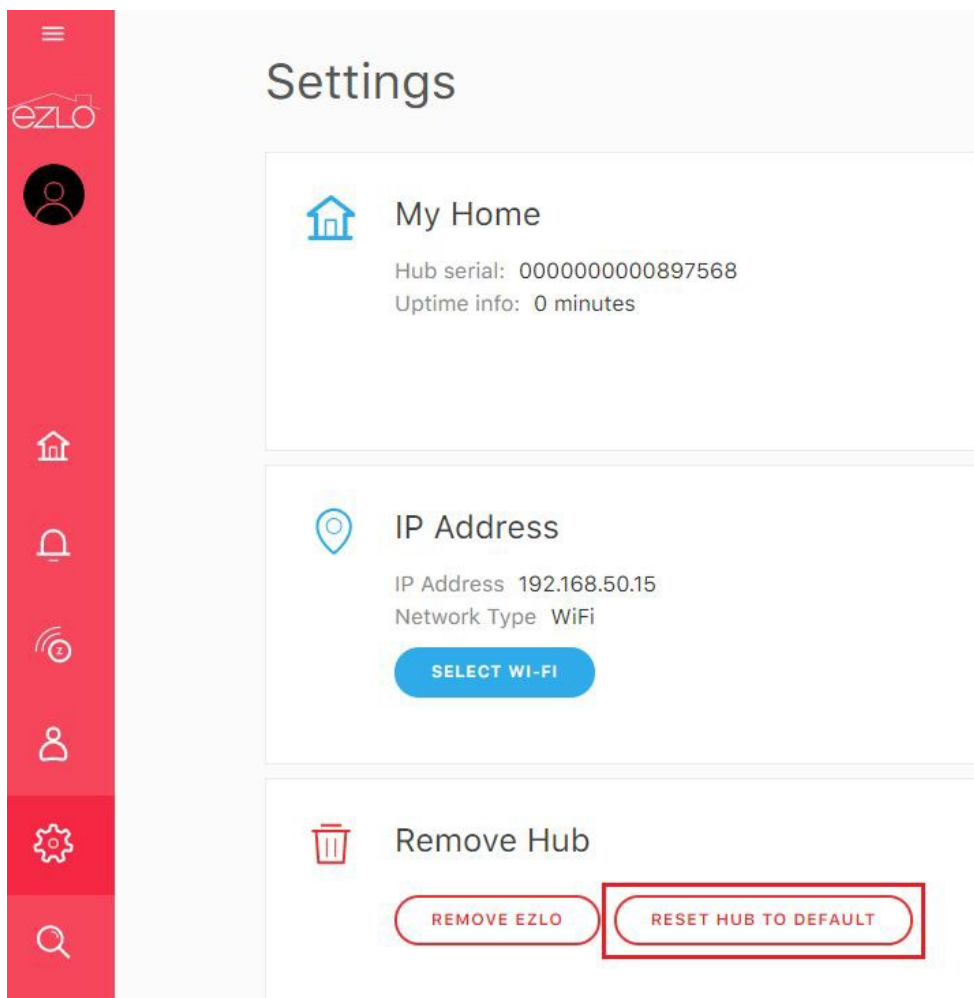 ezlo
Settings
My Home
Hub serial: 0000000000897568
Uptime info: 0 minutes
IP Address
IP Address 192.168.50.15
Network Type WiFi
SELECT WI-FI
z
Remove Hub
REMOVE EZLO
RESET HUB TO DEFAULT